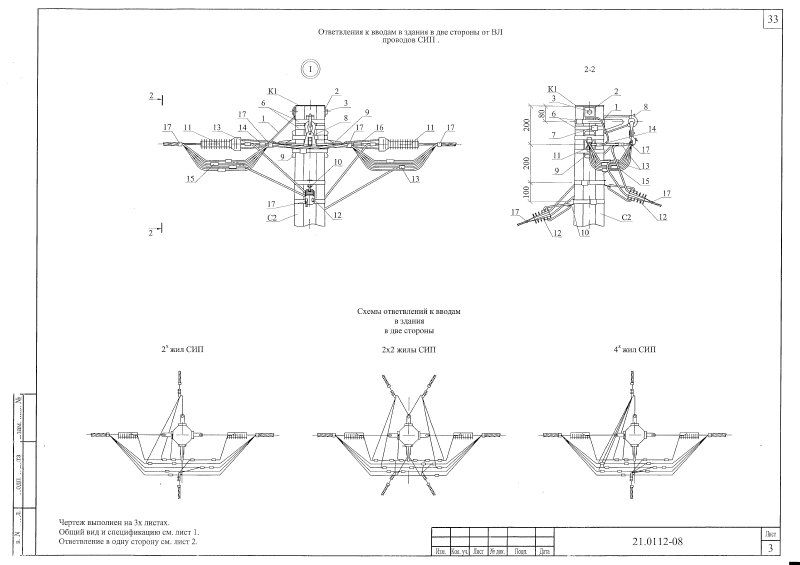 33
Ответвления к вводам в здания в две стороны от ВЛ
проводов СИП .
I
2-2
К1
2
3
6
1
17
13
14
11
17
9
8
17
16
11
17
9
10
15
13
17
12
С2
2
2
К1
3
2
1
8
6
7
14
11
9
17
13
15
17
12
С2
17
12
10
80
200
200
100
Схемы ответвлений к вводам
в здания
в две стороны
2х жил СИП
2х2 жилы СИП
4х жил СИП
Чертеж выполнен на 3х листах.
Общий вид и спецификацию см. лист 1.
Ответвление в одну сторону см. лист 2.
Изм. Кол. уч. Лист № док. Подп. Дата
21.0112-08
Лист
3